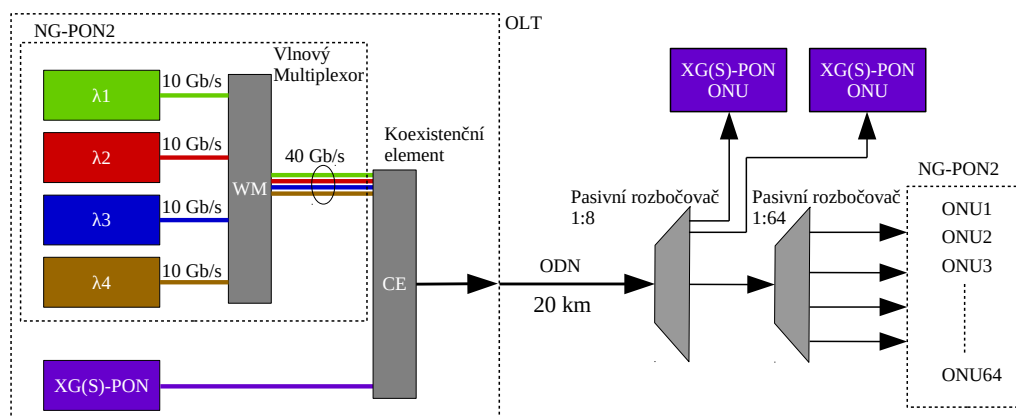 OLT
NG-PON2
Vlnový
Multiplexor
λ1
10 Gb/s
λ2
10 Gb/s
λ3
10 Gb/s
λ4
10 Gb/s
WM
40 Gb/s
Koexistenční
element
CE
XG(S)-PON
ODN
20 km
XG(S)-PON
ONU
XG(S)-PON
ONU
Pasivní rozbočovač
1:8
Pasivní rozbočovač
1:64
NG-PON2
ONU1
ONU2
ONU3
ONU64